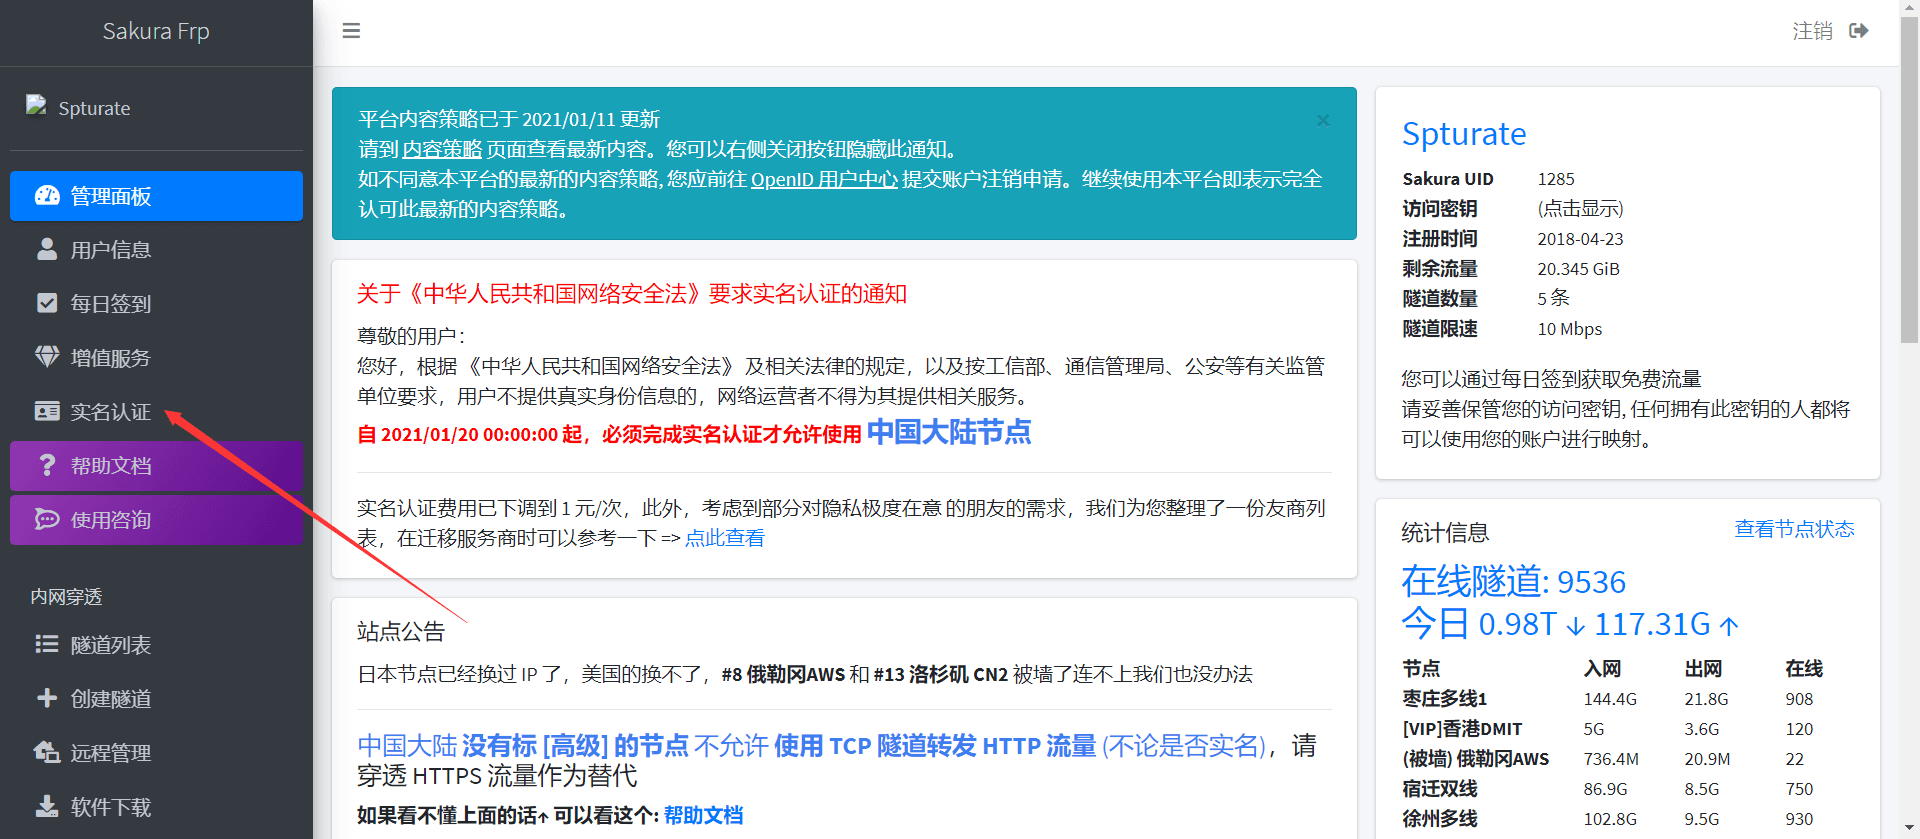 Sakura Frp
Spturate
管理面板
用户信息
每日签到
增值服务
实名认证
帮助文档
使用咨询
内网穿透
隧道列表
创建隧道
远程管理
软件下载
注销
平台内容策略已于 2021/01/11 更新
请到 内容策略 页面查看最新内容。您可以右侧关闭按钮隐藏此通知。
如不同意本平台的最新的内容策略, 您应前往 OpenID 用户中心 提交账户注销申请。继续使用本平台即表示完全
认可此最新的内容策略。
×
关于《中华人民共和国网络安全法》要求实名认证的通知
尊敬的用户：
您好，根据 《中华人民共和国网络安全法》 及相关法律的规定，以及按工信部、通信管理局、公安等有关监管
单位要求，用户不提供真实身份信息的，网络运营者不得为其提供相关服务。
自 2021/01/20 00:00:00 起，必须完成实名认证才允许使用 中国大陆节点
实名认证费用已下调到 1 元/次，此外，考虑到部分对隐私极度在意 的朋友的需求，我们为您整理了一份友商列
表，在迁移服务商时可以参考一下 => 点此查看
站点公告
日本节点已经换过 IP 了，美国的换不了，#8 俄勒冈AWS 和 #13 洛杉矶 CN2 被墙了连不上我们也没办法
中国大陆 没有标 [高级] 的节点 不允许 使用 TCP 隧道转发 HTTP 流量 (不论是否实名)，请
穿透 HTTPS 流量作为替代
如果看不懂上面的话↑ 可以看这个: 帮助文档
Spturate
Sakura UID 1285
访问密钥 (点击显示)
注册时间 2018-04-23
剩余流量 20.345 GiB
隧道数量 5 条
隧道限速 10 Mbps
您可以通过每日签到获取免费流量
请妥善保管您的访问密钥, 任何拥有此密钥的人都将
可以使用您的账户进行映射。
统计信息 查看节点状态
在线隧道: 9536
今日 0.98T ↓ 117.31G ↑
节点 入网 出网 在线
枣庄多线1 144.4G 21.8G 908
[VIP]香港DMIT 5G 3.6G 120
(被墙) 俄勒冈AWS 736.4M 20.9M 22
宿迁双线 86.9G 8.5G 750
徐州多线 102.8G 9.5G 930